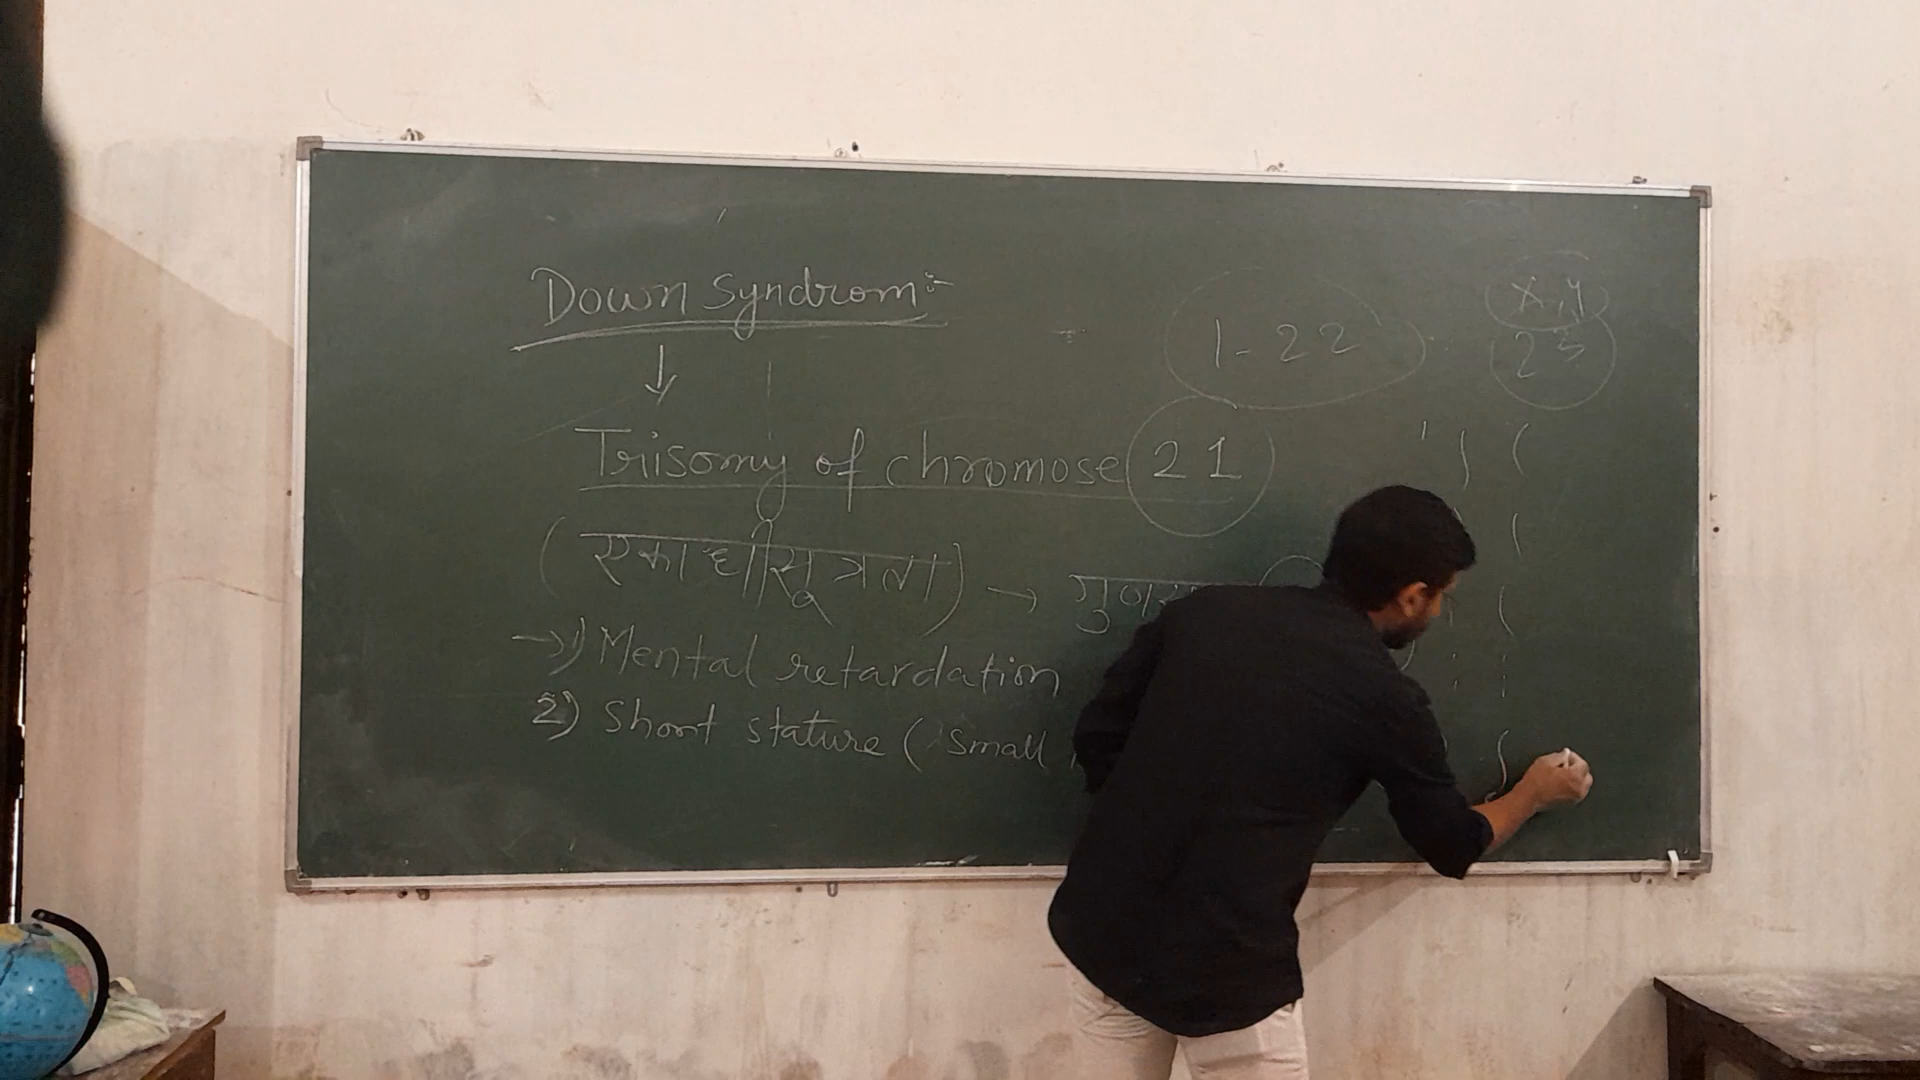 Down Syndrom:-
↓
Trisomy of chromose 21
(एकाधीसूत्रता) → गुण
→ 1) Mental retardation
2) Short stature ( Small
1-22
X,Y
23